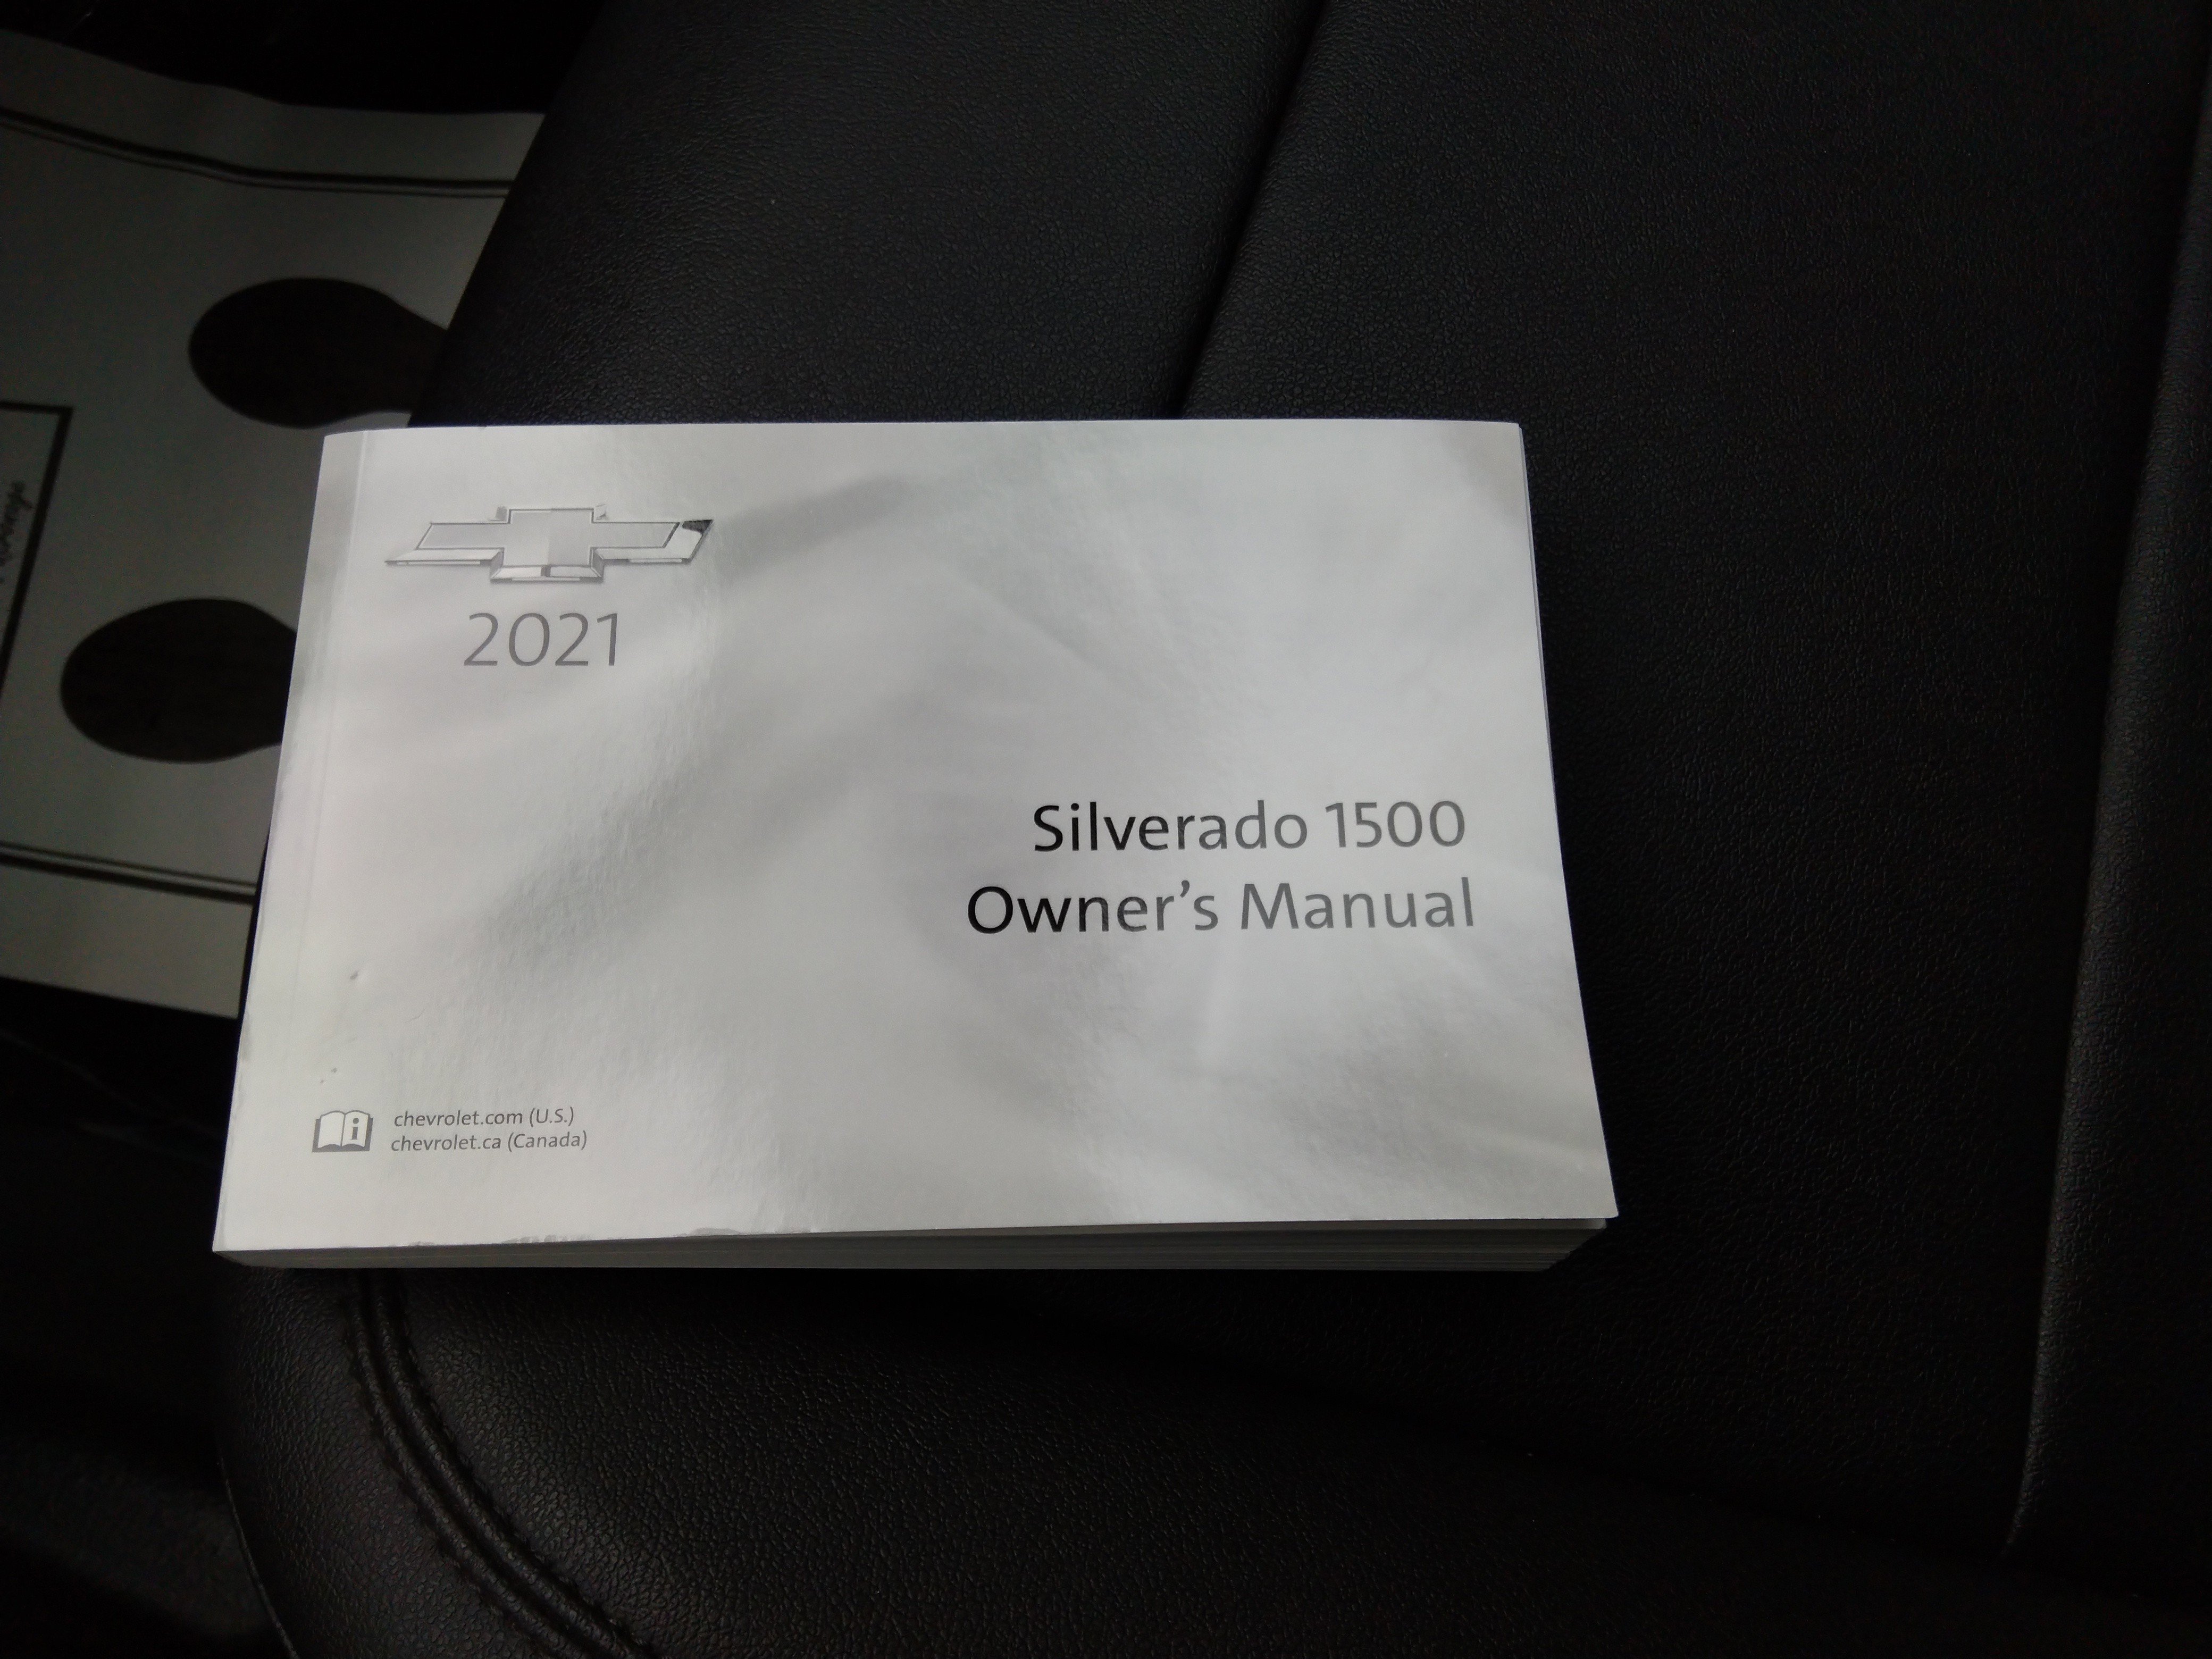 2021
Silverado 1500
Owner’s Manual
chevrolet.com (U.S.)
chevrolet.ca (Canada)